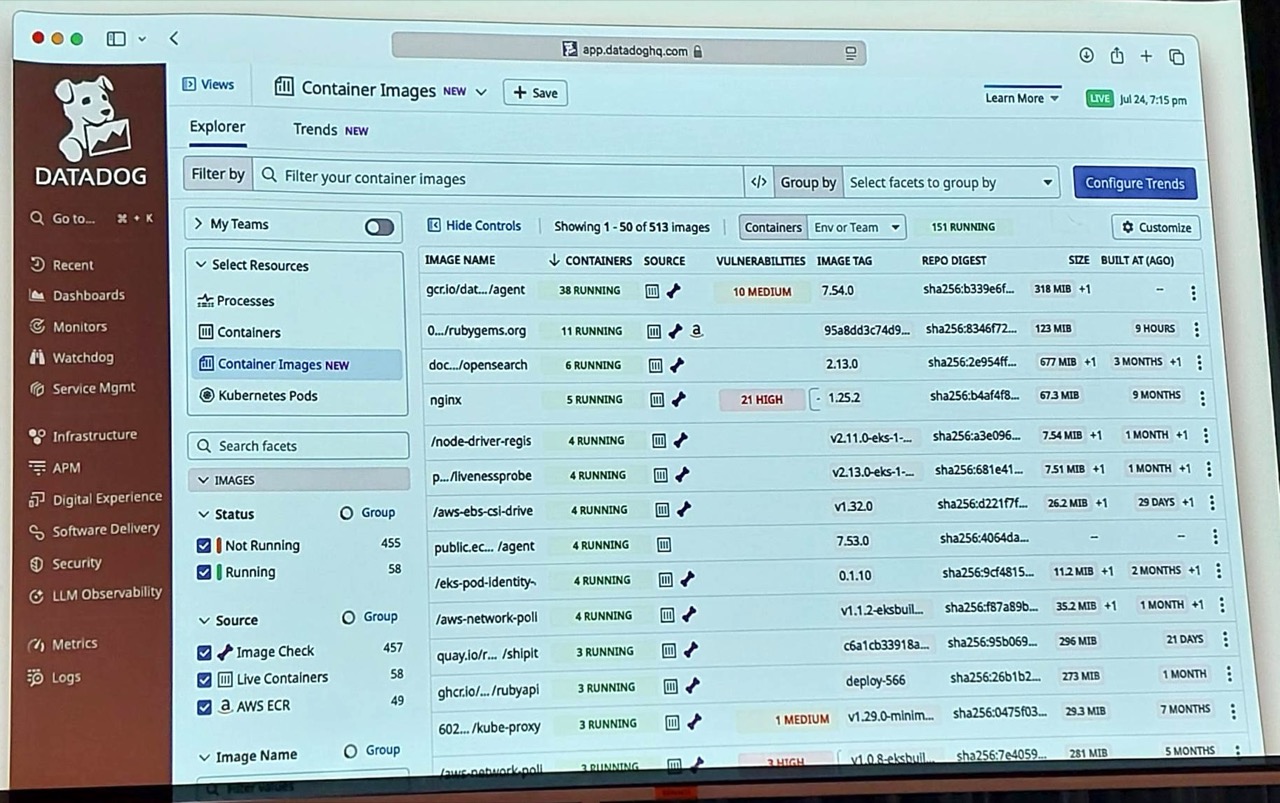 app.datadoghq.com
DATADOG
Go to... ⌘ + K
Recent
Dashboards
Monitors
Watchdog
Service Mgmt
Infrastructure
APM
Digital Experience
Software Delivery
Security
LLM Observability
Metrics
Logs
Views
Container Images NEW
+ Save
Learn More
LIVE Jul 24, 7:15 pm
Explorer
Trends NEW
Filter by
Filter your container images
</>
Group by
Select facets to group by
Configure Trends
My Teams
Select Resources
Processes
Containers
Container Images NEW
Kubernetes Pods
Search facets
IMAGES
Status Group
Not Running 455
Running 58
Source Group
Image Check 457
Live Containers 58
AWS ECR 49
Image Name Group
Filter values
Hide Controls
Showing 1 - 50 of 513 images
Containers Env or Team
151 RUNNING
Customize
IMAGE NAME ↓ CONTAINERS SOURCE VULNERABILITIES IMAGE TAG REPO DIGEST SIZE BUILT AT (AGO)
gcr.io/dat... /agent 38 RUNNING 10 MEDIUM 7.54.0 sha256:b339e6f... 318 MIB +1 –
0.../rubygems.org 11 RUNNING a 95a8dd3c74d9... sha256:8346f72... 123 MIB 9 HOURS
doc.../opensearch 6 RUNNING 2.13.0 sha256:2e954ff... 677 MIB +1 3 MONTHS +1
nginx 5 RUNNING 21 HIGH 1.25.2 sha256:b4af4f8... 67.3 MIB 9 MONTHS
/node-driver-regis 4 RUNNING v2.11.0-eks-1-... sha256:a3e096... 7.54 MIB +1 1 MONTH +1
p.../livenessprobe 4 RUNNING v2.13.0-eks-1-... sha256:681e41... 7.51 MIB +1 1 MONTH +1
/aws-ebs-csi-drive 4 RUNNING v1.32.0 sha256:d221f7f... 26.2 MIB +1 29 DAYS +1
public.ec... /agent 4 RUNNING 7.53.0 sha256:4064da... – –
/eks-pod-identity- 4 RUNNING 0.1.10 sha256:9cf4815... 11.2 MIB +1 2 MONTHS +1
/aws-network-poli 4 RUNNING v1.1.2-eksbuil... sha256:f87a89b... 35.2 MIB +1 1 MONTH +1
quay.io/r... /shipit 3 RUNNING c6a1cb33918a... sha256:95b069... 296 MIB 21 DAYS
ghcr.io/... /rubyapi 3 RUNNING deploy-566 sha256:26b1b2... 273 MIB 1 MONTH
602... /kube-proxy 3 RUNNING 1 MEDIUM v1.29.0-minim... sha256:0475f03... 29.3 MIB 7 MONTHS
/aws-network-poli 3 RUNNING 3 HIGH v1.0.8-eksbuil... sha256:7e4059... 281 MIB 5 MONTHS